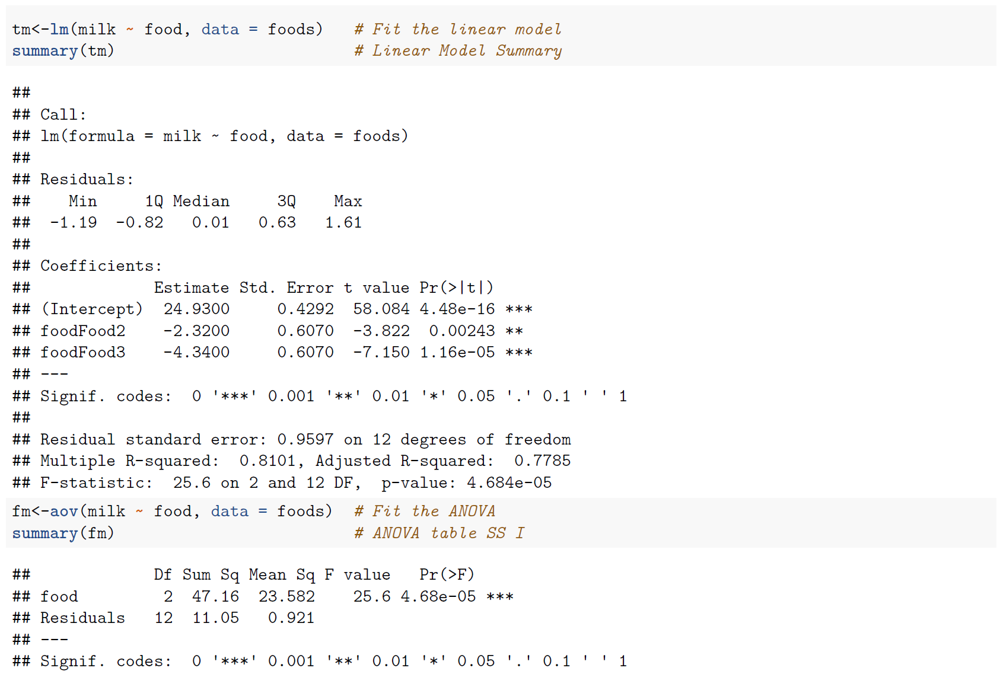 tm<-lm(milk ~ food, data = foods)   # Fit the linear model
summary(tm)                         # Linear Model Summary
##
## Call:
## lm(formula = milk ~ food, data = foods)
##
## Residuals:
##    Min     1Q Median     3Q    Max
##  -1.19  -0.82   0.01   0.63   1.61
##
## Coefficients:
##             Estimate Std. Error t value Pr(>|t|)
## (Intercept)  24.9300     0.4292  58.084 4.48e-16 ***
## foodFood2    -2.3200     0.6070  -3.822  0.00243 **
## foodFood3    -4.3400     0.6070  -7.150 1.16e-05 ***
## ---
## Signif. codes:  0 '***' 0.001 '**' 0.01 '*' 0.05 '.' 0.1 ' ' 1
##
## Residual standard error: 0.9597 on 12 degrees of freedom
## Multiple R-squared:  0.8101, Adjusted R-squared:  0.7785
## F-statistic:  25.6 on 2 and 12 DF,  p-value: 4.684e-05
fm<-aov(milk ~ food, data = foods)  # Fit the ANOVA
summary(fm)                         # ANOVA table SS I
##             Df Sum Sq Mean Sq F value   Pr(>F)
## food         2  47.16  23.582    25.6 4.68e-05 ***
## Residuals   12  11.05   0.921
## ---
## Signif. codes:  0 '***' 0.001 '**' 0.01 '*' 0.05 '.' 0.1 ' ' 1